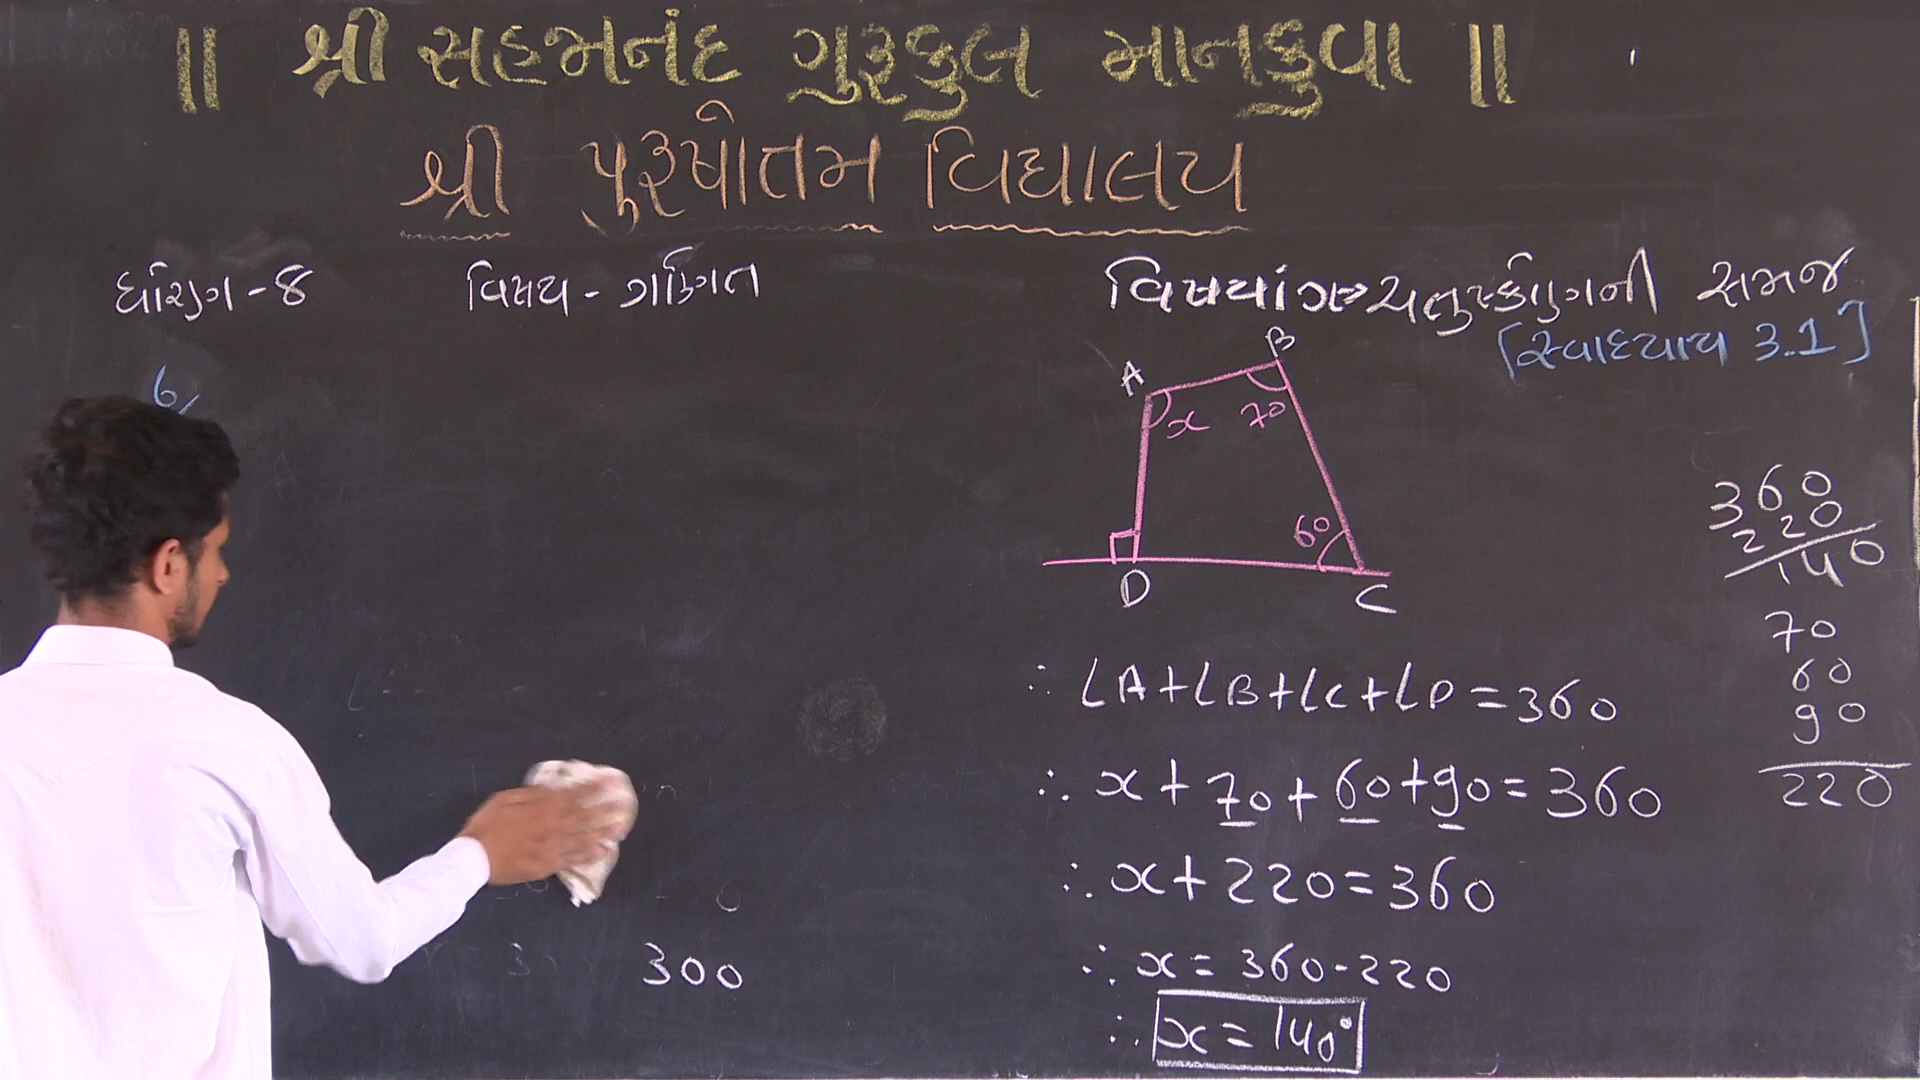 || શ્રી સહજાનંદ ગુરૂકુલ માનકુવા ||
શ્રી પુરૂષોતમ વિદ્યાલય
ધોરણ-8 વિષય - ગણિત
વિષયાંગ ચતુષ્કોણની સમજ
[સ્વાધ્યાય 3.1]
6
A B
x 70
60
D C
∴ ∠A+∠B+∠C+∠D=360
∴ x+70+60+90=360
∴ x+220=360
∴ x=360-220
∴ x=140°
360
220
140
70
60
90
220
300